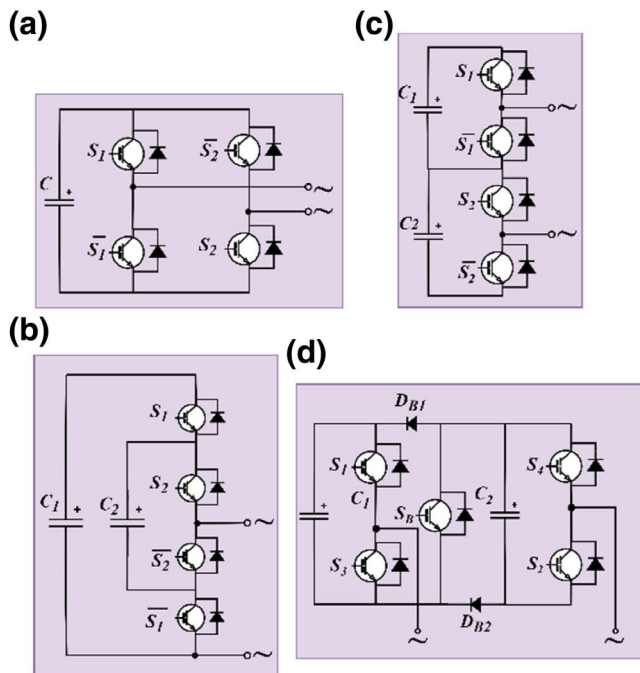 (a)
S1
S̅2
C
+
S̅1
S2
~
~
(c)
S1
C1
+
S̅1
~
S2
C2
+
S̅2
~
(b)
S1
C1
+
C2
+
S2
~
S̅2
S̅1
~
(d)
DB1
S1
C1
+
SB
C2
+
S4
S3
S2
DB2
~
~